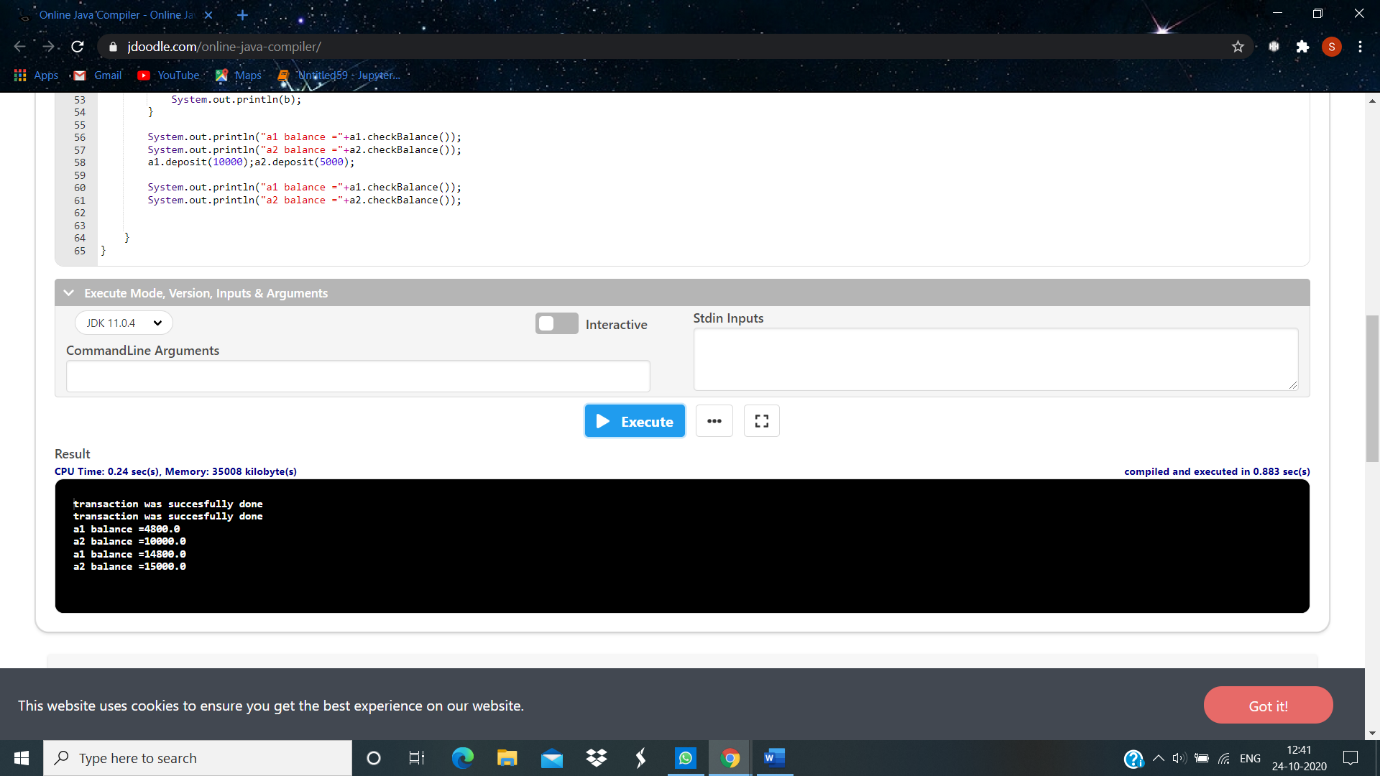 Online Java Compiler - Online Ja
jdoodle.com/online-java-compiler/
S
Apps Gmail YouTube Maps Untitled59 - Jupyter...
53 System.out.println(b);
54 }
55
56 System.out.println("a1 balance ="+a1.checkBalance());
57 System.out.println("a2 balance ="+a2.checkBalance());
58 a1.deposit(10000);a2.deposit(5000);
59
60 System.out.println("a1 balance ="+a1.checkBalance());
61 System.out.println("a2 balance ="+a2.checkBalance());
62
63
64 }
65 }
Execute Mode, Version, Inputs & Arguments
JDK 11.0.4 Interactive Stdin Inputs
CommandLine Arguments
Execute
Result
CPU Time: 0.24 sec(s), Memory: 35008 kilobyte(s) compiled and executed in 0.883 sec(s)
transaction was succesfully done
transaction was succesfully done
a1 balance =4800.0
a2 balance =10000.0
a1 balance =14800.0
a2 balance =15000.0
This website uses cookies to ensure you get the best experience on our website. Got it!
Type here to search ENG 12:41
24-10-2020